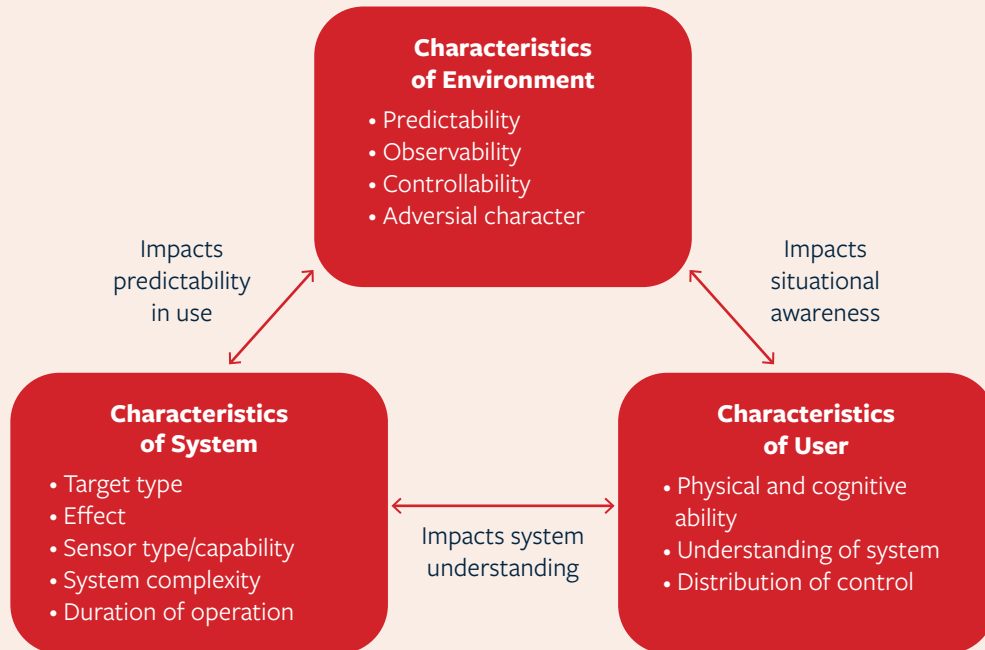 Characteristics
of Environment
• Predictability
• Observability
• Controllability
• Adversial character
Impacts
predictability
in use
Impacts
situational
awareness
Characteristics
of System
• Target type
• Effect
• Sensor type/capability
• System complexity
• Duration of operation
Impacts system
understanding
Characteristics
of User
• Physical and cognitive
ability
• Understanding of system
• Distribution of control